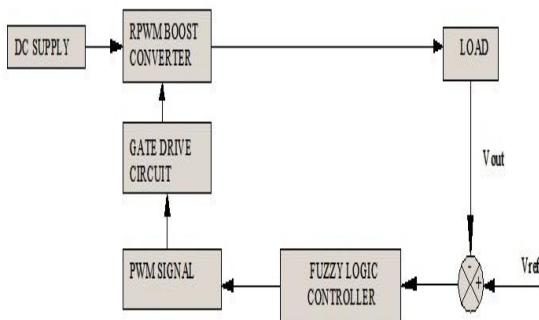 DC SUPPLY
RPWM BOOST
CONVERTER
LOAD
GATE DRIVE
CIRCUIT
Vout
PWM SIGNAL
FUZZY LOGIC
CONTROLLER
-
+
Vref